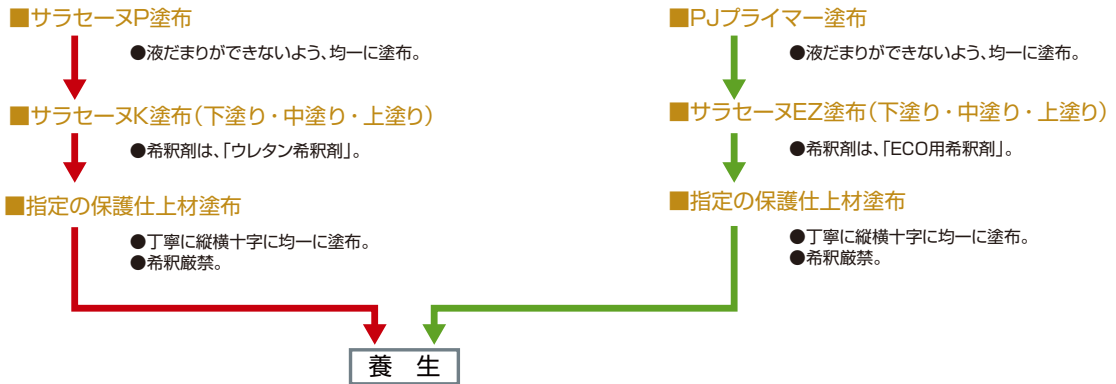 ■サラセーヌP塗布
●液だまりができないよう、均一に塗布。
■サラセーヌK塗布（下塗り・中塗り・上塗り）
●希釈剤は、「ウレタン希釈剤」。
■指定の保護仕上材塗布
●丁寧に縦横十字に均一に塗布。
●希釈厳禁。
■PJプライマー塗布
●液だまりができないよう、均一に塗布。
■サラセーヌEZ塗布（下塗り・中塗り・上塗り）
●希釈剤は、「ECO用希釈剤」。
■指定の保護仕上材塗布
●丁寧に縦横十字に均一に塗布。
●希釈厳禁。
養 生